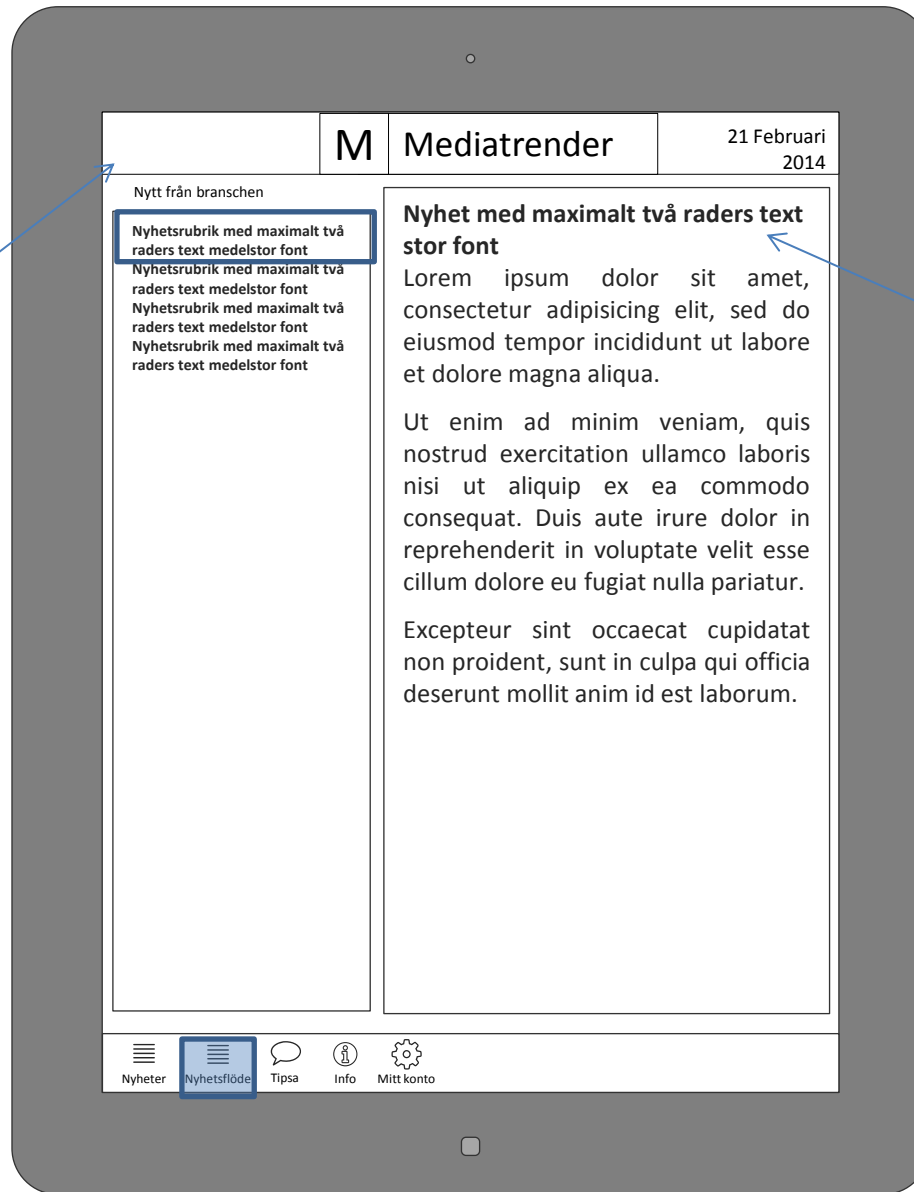 M
Mediatrender
21 Februari
2014
Nytt från branschen
Nyhetsrubrik med maximalt två
raders text medelstor font
Nyhetsrubrik med maximalt två
raders text medelstor font
Nyhetsrubrik med maximalt två
raders text medelstor font
Nyhetsrubrik med maximalt två
raders text medelstor font
Nyhet med maximalt två raders text
stor font
Lorem ipsum dolor sit amet,
consectetur adipisicing elit, sed do
eiusmod tempor incididunt ut labore
et dolore magna aliqua.
Ut enim ad minim veniam, quis
nostrud exercitation ullamco laboris
nisi ut aliquip ex ea commodo
consequat. Duis aute irure dolor in
reprehenderit in voluptate velit esse
cillum dolore eu fugiat nulla pariatur.
Excepteur sint occaecat cupidatat
non proident, sunt in culpa qui officia
deserunt mollit anim id est laborum.
Nyheter
Nyhetsflöde
Tipsa
Info
Mitt konto